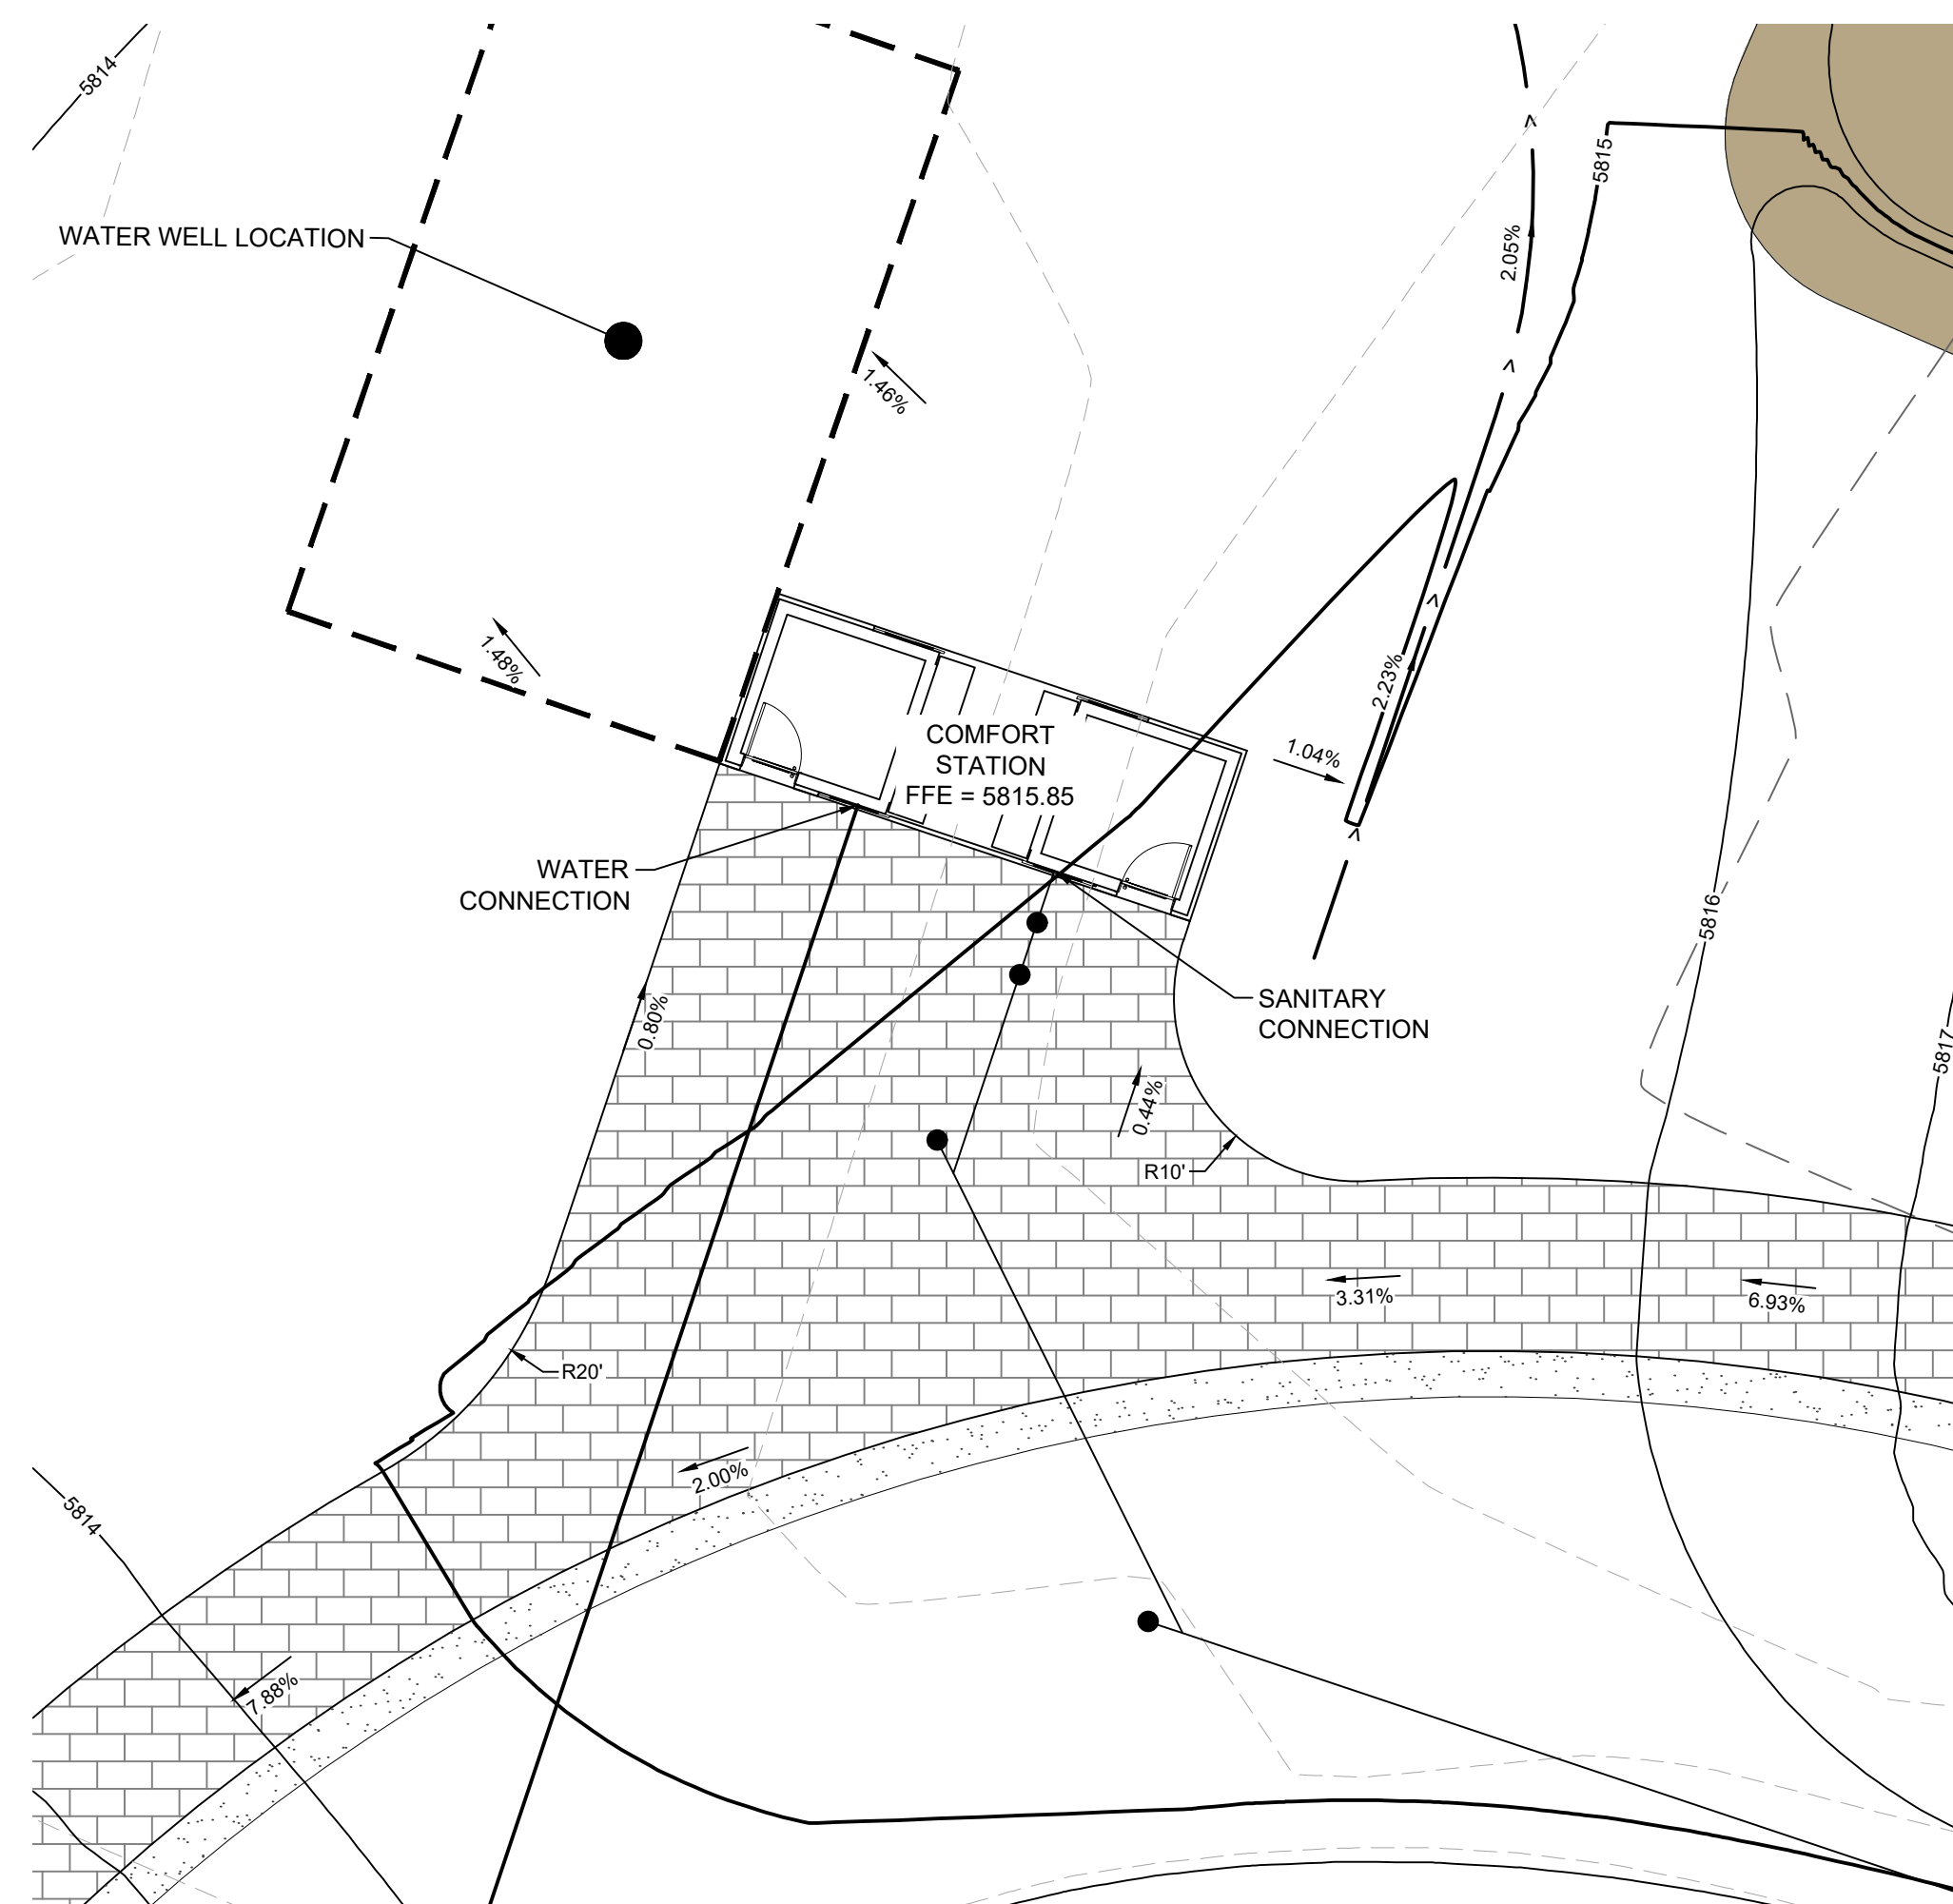 5814
WATER WELL LOCATION
5815
2.05%
1.46%
1.48%
2.23%
COMFORT
STATION
FFE = 5815.85
1.04%
WATER
CONNECTION
5816
SANITARY
CONNECTION
0.80%
5817
0.44%
R10'
3.31%
6.93%
R20'
2.00%
5814
7.88%